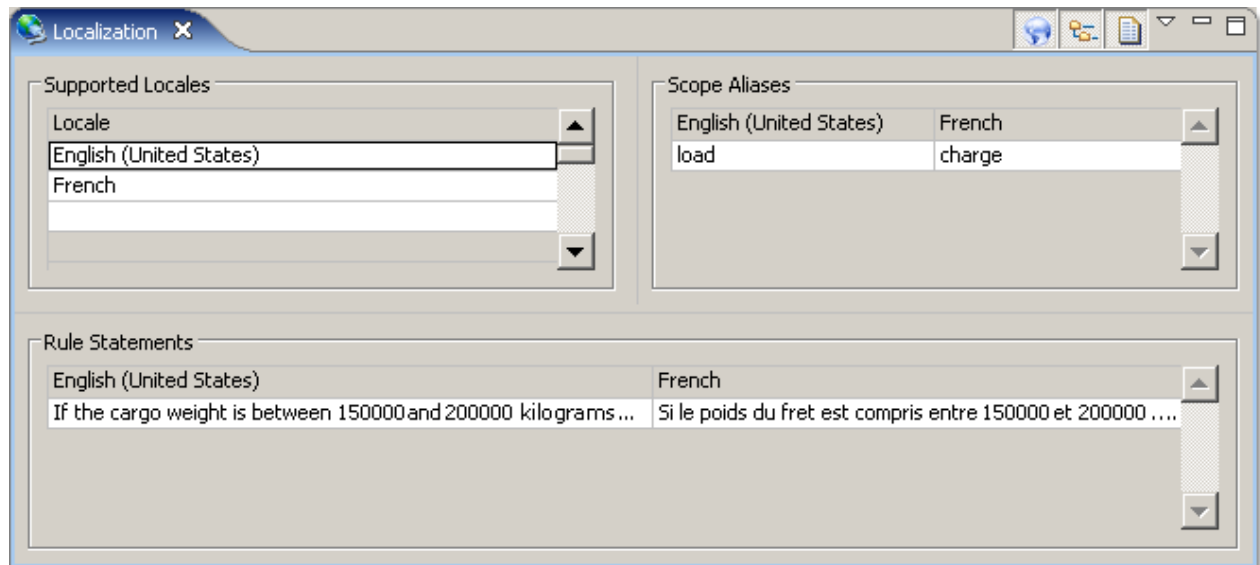 Localization
Supported Locales
Locale
English (United States)
French
Scope Aliases
English (United States) French
load charge
Rule Statements
English (United States) French
If the cargo weight is between 150000 and 200000 kilograms ... Si le poids du fret est compris entre 150000 et 200000 ....